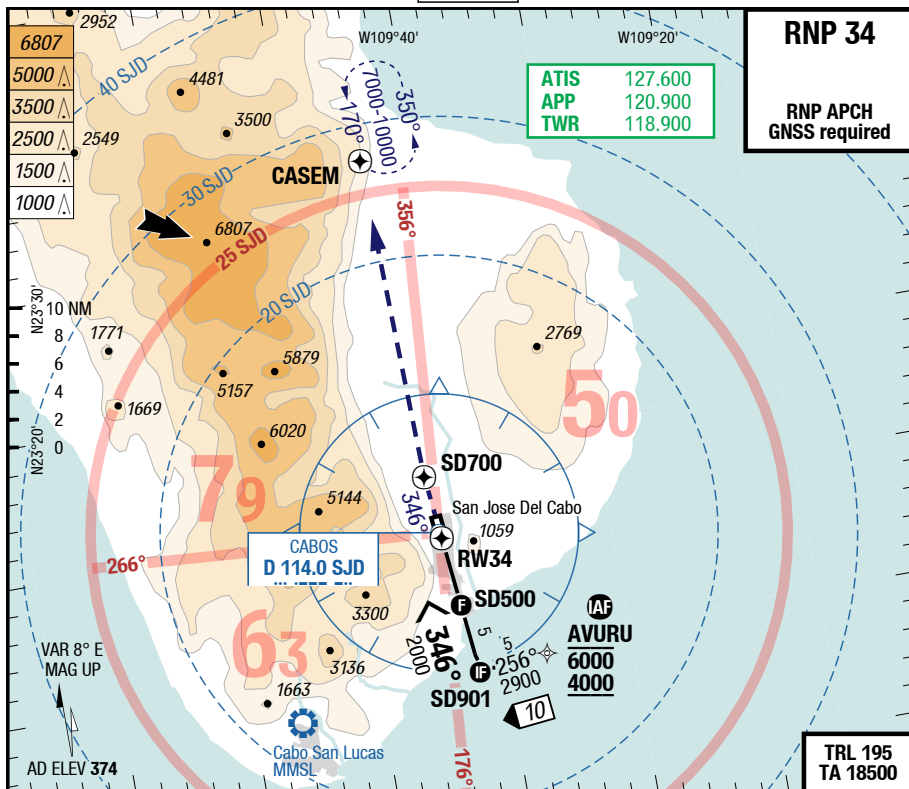 2952
6807
5000
3500
2500
1500
1000
2549
40 SJD
4481
3500
W109°40'
W109°20'
RNP 34
RNP APCH
GNSS required
ATIS 127.600
APP 120.900
TWR 118.900
7000-10000
170°
350°
CASEM
30 SJD
6807
25 SJD
356°
20 SJD
N23°30'
10 NM
8
6
4
2
0
N23°20'
1771
1669
5879
5157
6020
2769
50
79
5144
SD700
346°
San Jose Del Cabo
1059
RW34
CABOS
D 114.0 SJD
266°
3300
SD500
F
63
3136
346°
2000
5
5
256°
2900
IAF
AVURU
6000
4000
IF
SD901
10
1663
VAR 8° E
MAG UP
AD ELEV 374
Cabo San Lucas
MMSL
176°
TRL 195
TA 18500